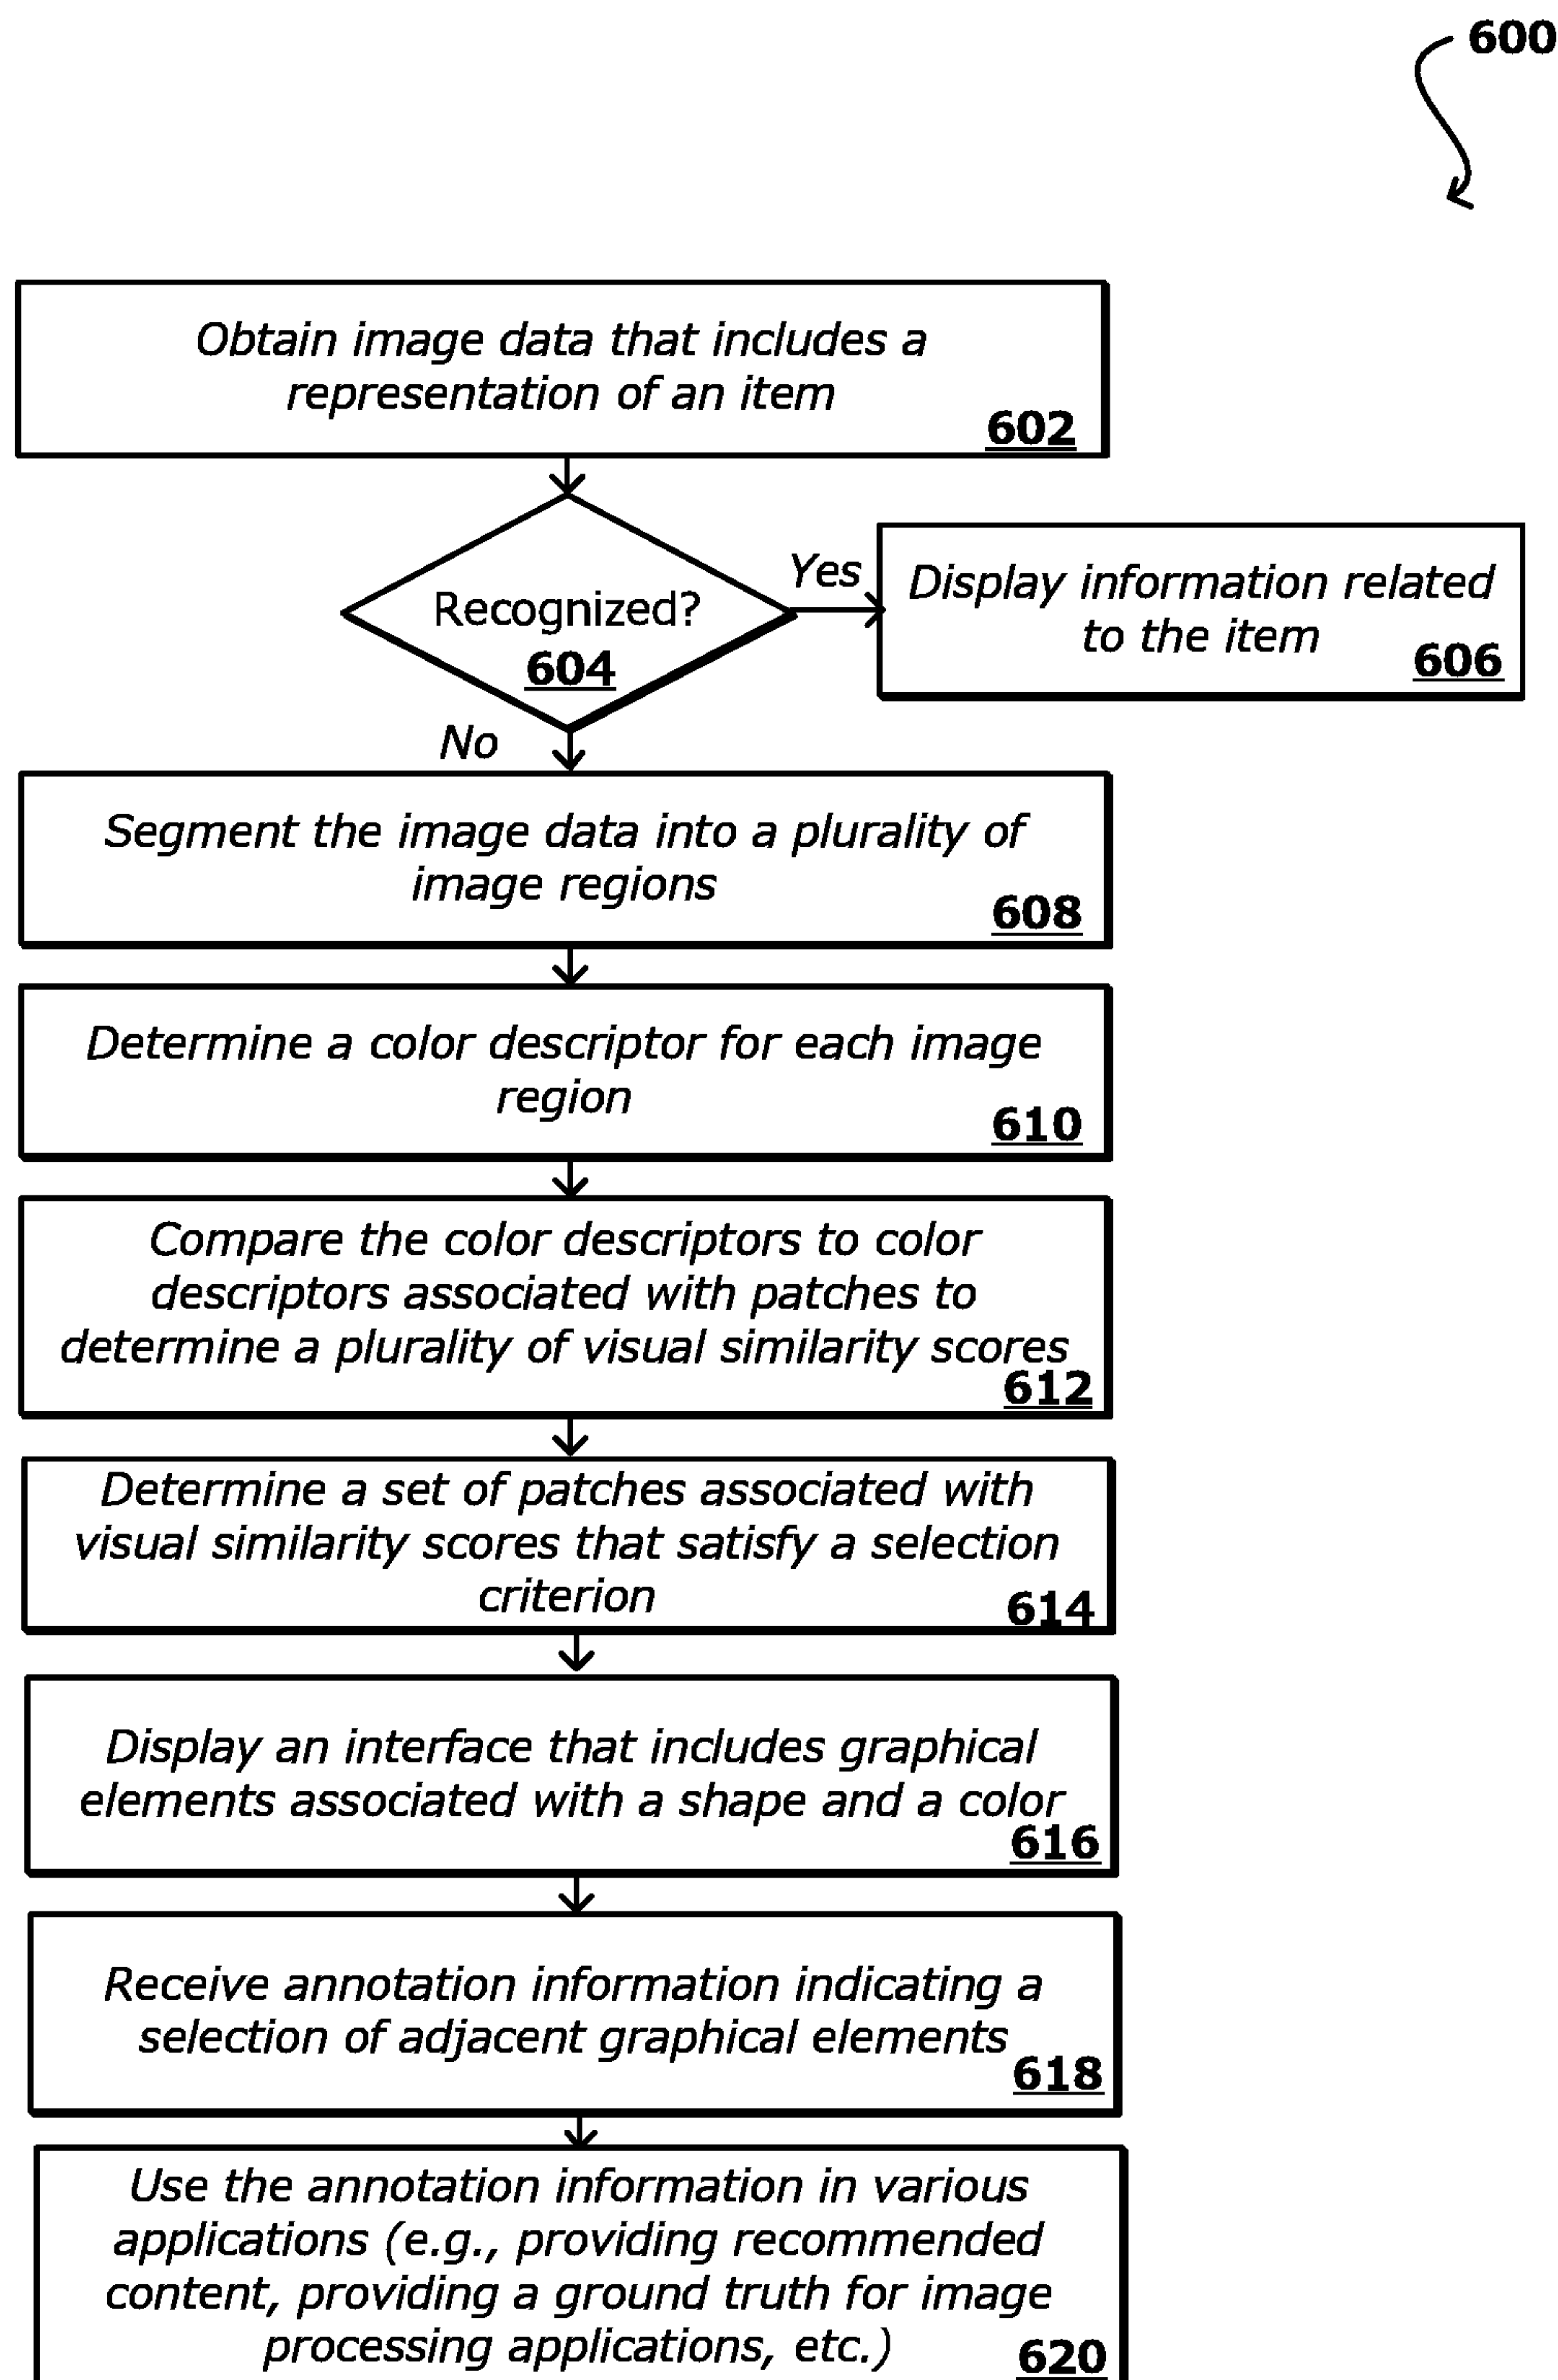 600
Obtain image data that includes a
representation of an item
602
Recognized?
604
Yes
Display information related
to the item
606
No
Segment the image data into a plurality of
image regions
608
Determine a color descriptor for each image
region
610
Compare the color descriptors to color
descriptors associated with patches to
determine a plurality of visual similarity scores
612
Determine a set of patches associated with
visual similarity scores that satisfy a selection
criterion
614
Display an interface that includes graphical
elements associated with a shape and a color
616
Receive annotation information indicating a
selection of adjacent graphical elements
618
Use the annotation information in various
applications (e.g., providing recommended
content, providing a ground truth for image
processing applications, etc.)
620